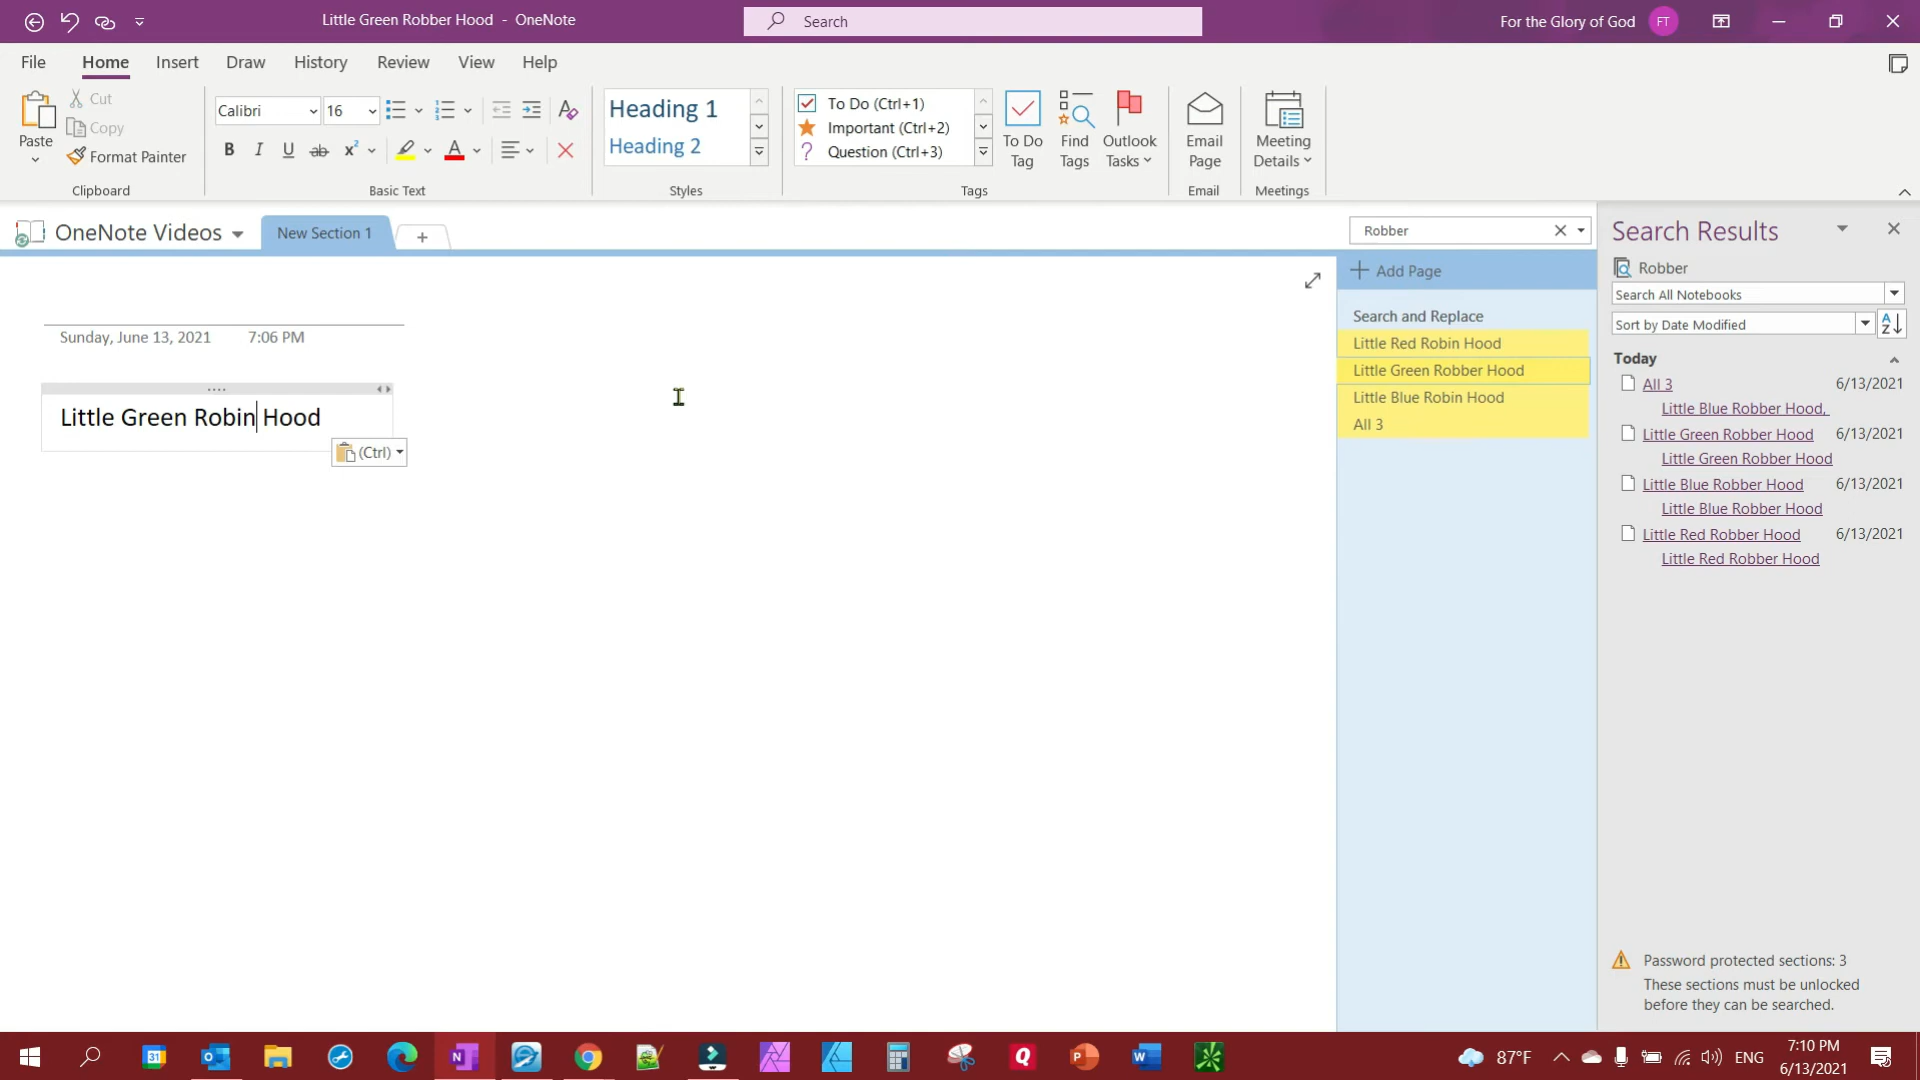 Little Green Robber Hood - OneNote
Search
For the Glory of God
FT
File Home Insert Draw History Review View Help
Paste
Cut
Copy
Format Painter
Clipboard
Calibri 16
B I U ab x²
A
Basic Text
Heading 1
Heading 2
Styles
To Do (Ctrl+1)
Important (Ctrl+2)
Question (Ctrl+3)
To Do Tag
Find Tags
Outlook Tasks
Tags
Email Page
Email
Meeting Details
Meetings
OneNote Videos
New Section 1
+
Robber
Sunday, June 13, 2021 7:06 PM
Little Green Robin Hood
(Ctrl)
Add Page
Search and Replace
Little Red Robin Hood
Little Green Robber Hood
Little Blue Robin Hood
All 3
Search Results
Robber
Search All Notebooks
Sort by Date Modified
A Z
Today
All 3 6/13/2021
Little Blue Robber Hood,
Little Green Robber Hood 6/13/2021
Little Green Robber Hood
Little Blue Robber Hood 6/13/2021
Little Blue Robber Hood
Little Red Robber Hood 6/13/2021
Little Red Robber Hood
Password protected sections: 3
These sections must be unlocked
before they can be searched.
31
N
Q
P
W
87°F
ENG
7:10 PM
6/13/2021